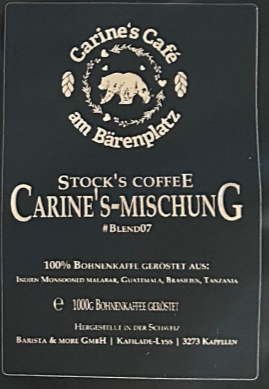 Carine's Café
am Bärenplatz
STOCK'S COFFEE
CARINE'S-MISCHUNG
#BLEND07
100% BOHNENKAFFE GERÖSTET AUS:
INDIEN MONSOONED MALABAR, GUATEMALA, BRASILIEN, TANZANIA
℮ 1000G BOHNENKAFFEE GERÖSTET
HERGESTELLT IN DER SCHWEIZ
BARISTA & MORE GMBH | KAFILADE-LYSS | 3273 KAPPELEN